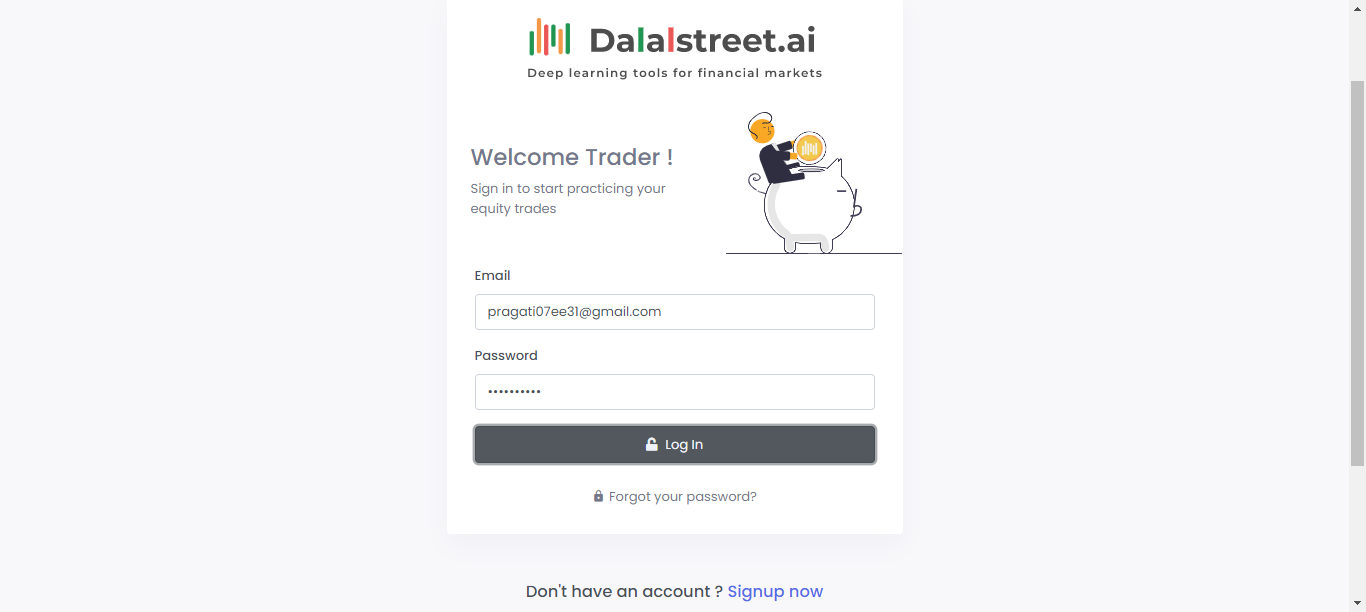 Dalalstreet.ai
Deep learning tools for financial markets
Welcome Trader !
Sign in to start practicing your
equity trades
Email
pragati07ee31@gmail.com
Password
••••••••••
Log In
Forgot your password?
Don't have an account ? Signup now